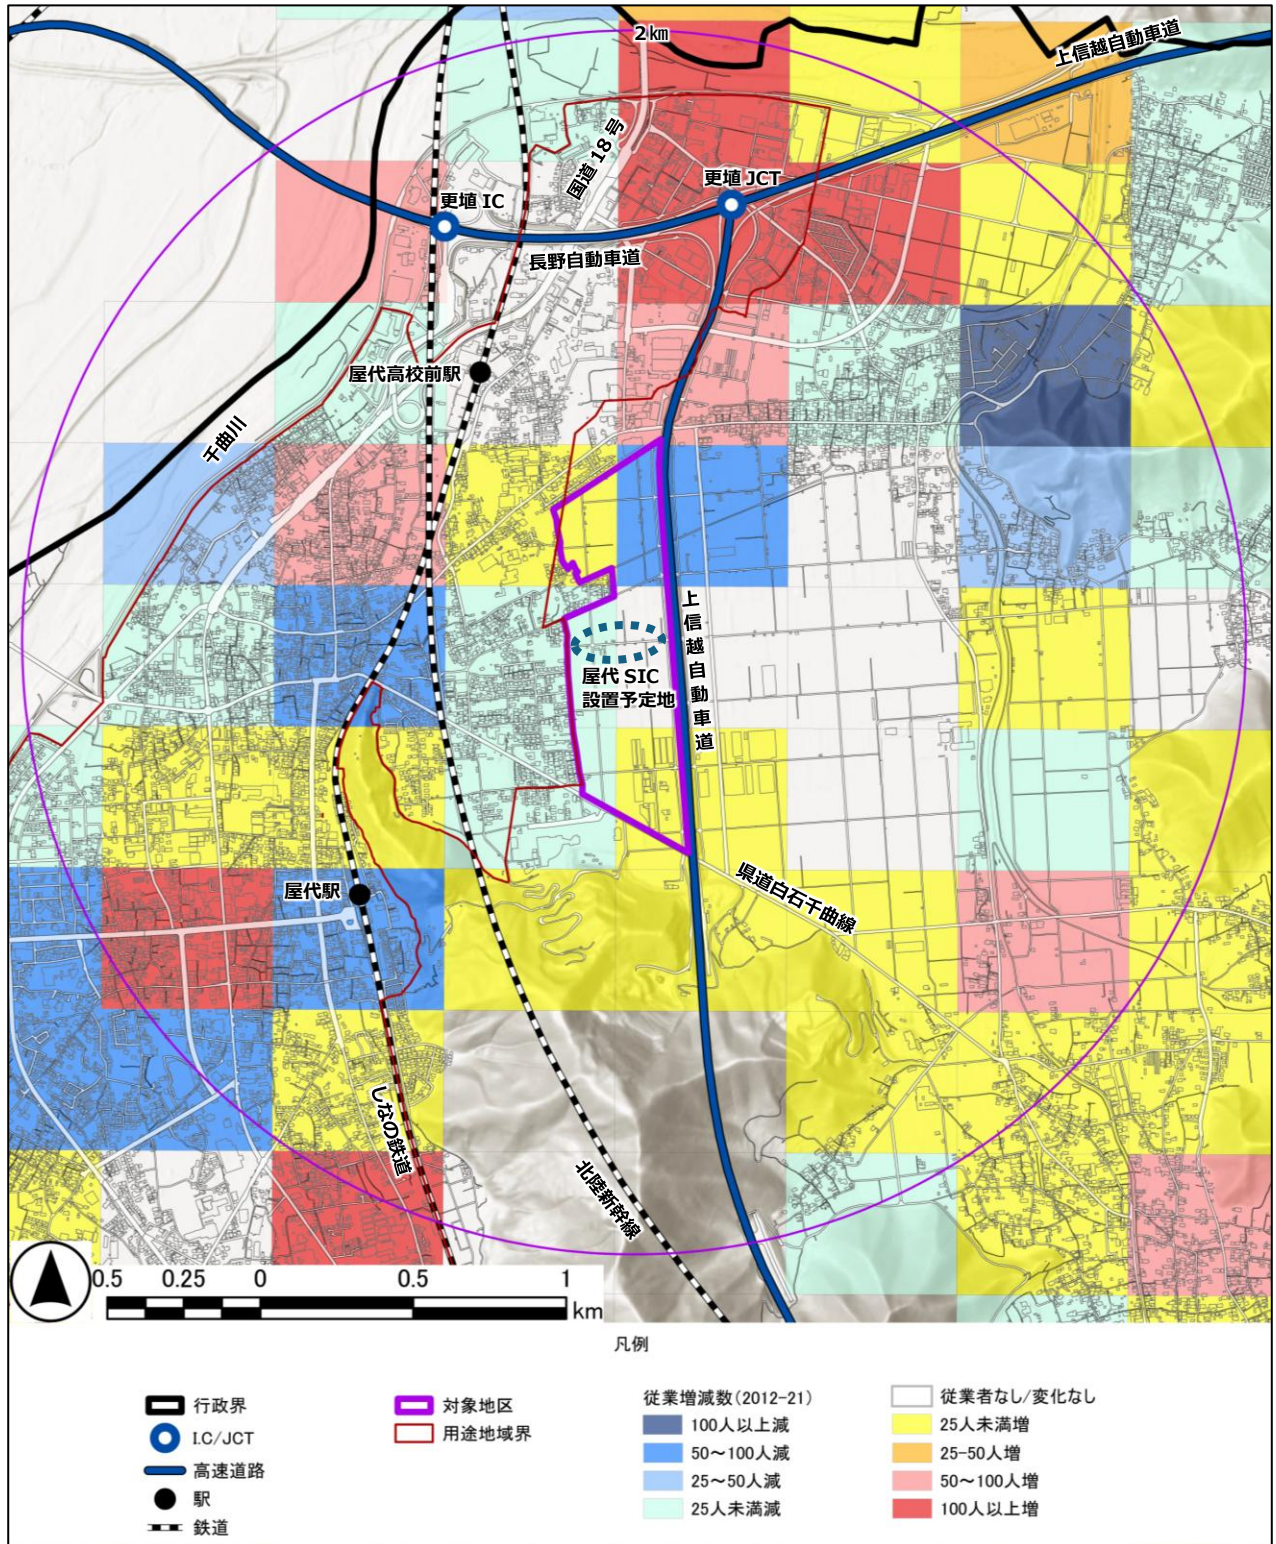 2㎞
上信越自動車道
国道 18 号
更埴 JCT
更埴 IC
長野自動車道
屋代高校前駅
千曲川
上信越自動車道
屋代 SIC
設置予定地
県道白石千曲線
屋代駅
しなの鉄道
北陸新幹線
0.5 0.25 0 0.5 1
km
凡例
行政界
I.C/JCT
高速道路
駅
鉄道
対象地区
用途地域界
従業増減数(2012-21)
100人以上減
50～100人減
25～50人減
25人未満減
従業者なし/変化なし
25人未満増
25-50人増
50～100人増
100人以上増